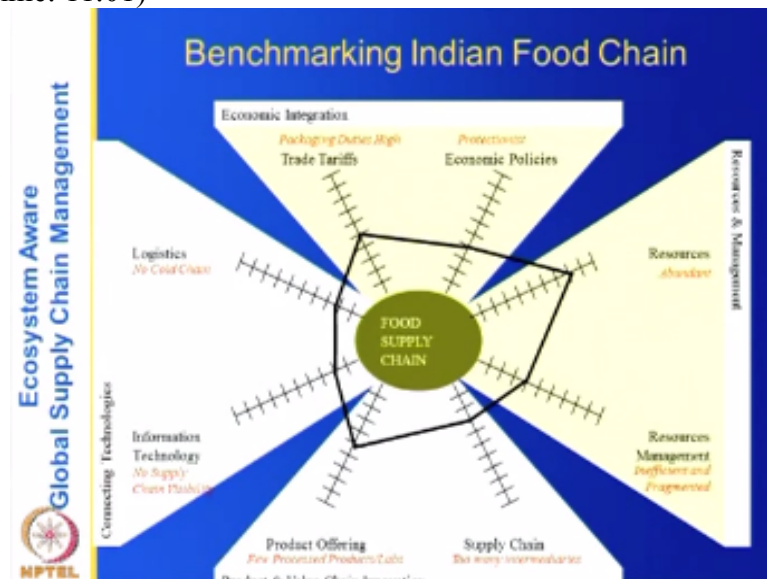 Benchmarking Indian Food Chain
Ecosystem Aware
Global Supply Chain Management
Economic Integration
Packaging Duties High
Trade Tariffs
Protectionist
Economic Policies
Resources & Management
Logistics
No Cold Chain
Resources
Abundant
FOOD
SUPPLY
CHAIN
Connecting Technologies
Information
Technology
No Supply
Chain Visibility
Resources
Management
Inefficient and
Fragmented
Product Offering
Few Processed Products/Labs
Supply Chain
Too many intermediaries
NPTEL